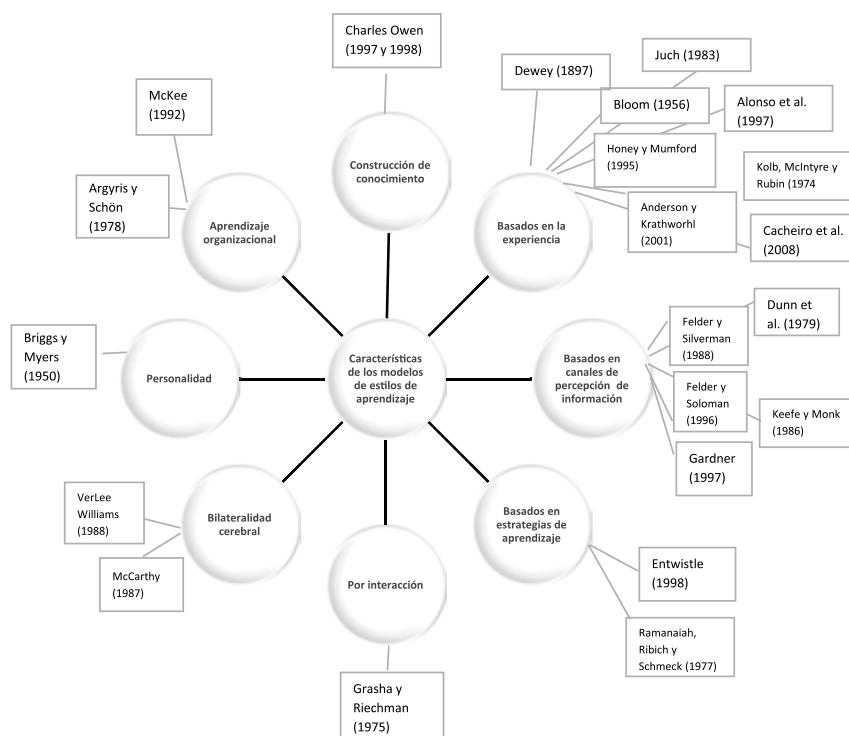 Charles Owen
(1997 y 1998)
Juch (1983)
Dewey (1897)
McKee
(1992)
Bloom (1956)
Alonso et al.
(1997)
Honey y Mumford
(1995)
Kolb, McIntyre y
Rubin (1974
Construcción de
conocimiento
Argyris y
Schön
(1978)
Aprendizaje
organizacional
Basados en la
experiencia
Anderson y
Krathworhl
(2001)
Cacheiro et al.
(2008)
Dunn et
al. (1979)
Felder y
Silverman
(1988)
Briggs y
Myers
(1950)
Personalidad
Características
de los modelos
de estilos de
aprendizaje
Basados en
canales de
percepción de
información
Felder y
Soloman
(1996)
Keefe y Monk
(1986)
Gardner
(1997)
VerLee
Williams
(1988)
Bilateralidad
cerebral
Basados en
estrategias de
aprendizaje
McCarthy
(1987)
Por interacción
Entwistle
(1998)
Ramanaiah,
Ribich y
Schmeck (1977)
Grasha y
Riechman
(1975)